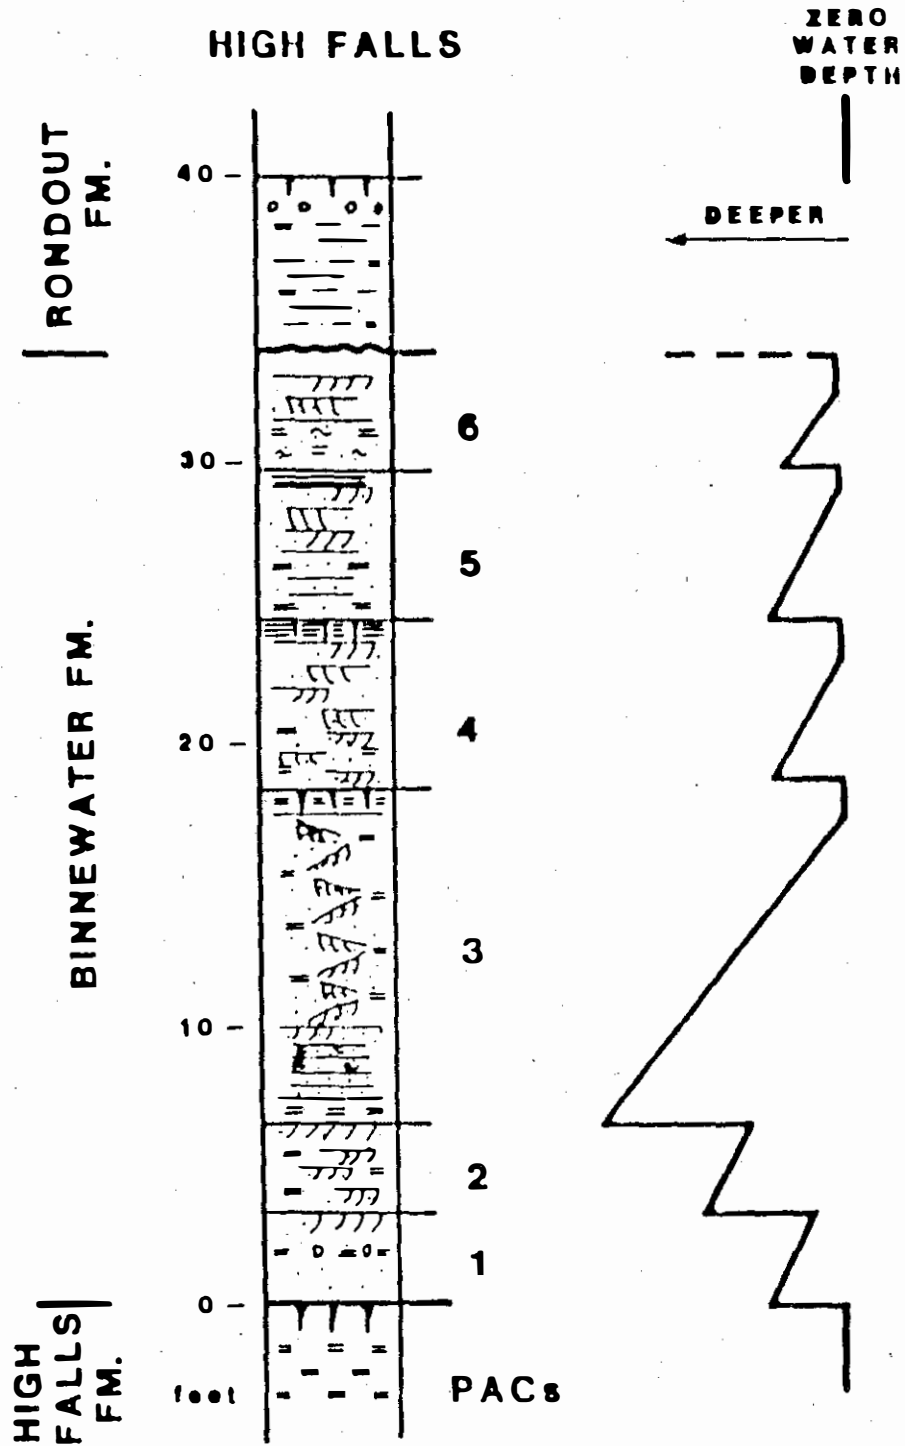 HIGH FALLS
ZERO
WATER
DEPTH
DEEPER
RONDOUT
FM.
BINNEWATER FM.
HIGH
FALLS
FM.
40
30
20
10
0
feet
6
5
4
3
2
1
PACs